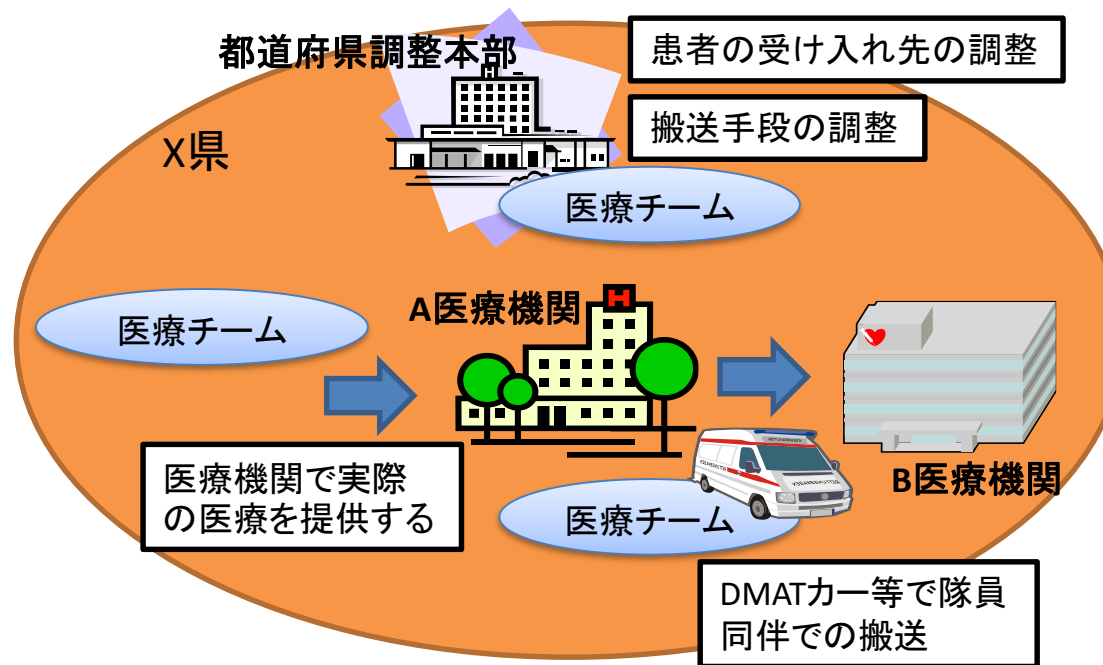 都道府県調整本部
患者の受け入れ先の調整
搬送手段の調整
X県
医療チーム
医療チーム
A医療機関
H
医療機関で実際
の医療を提供する
医療チーム
B医療機関
DMATカー等で隊員
同伴での搬送